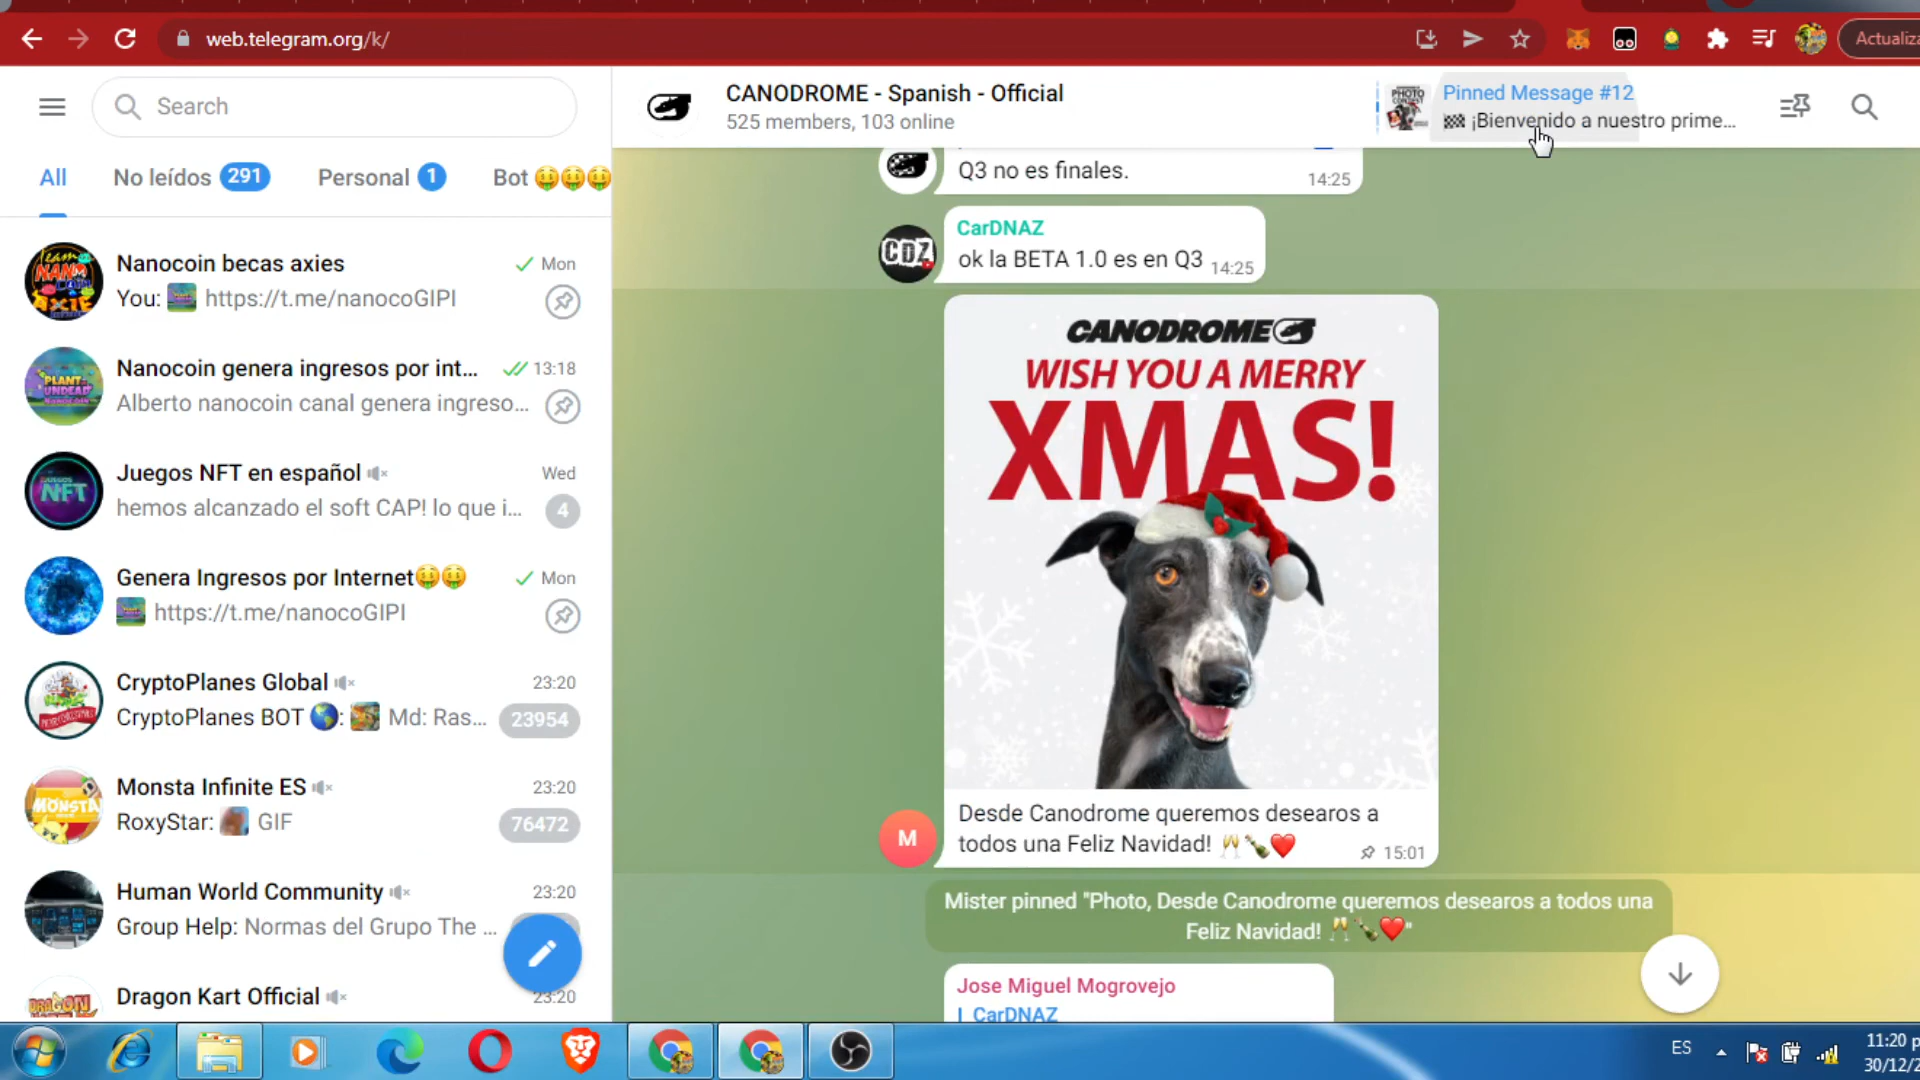 web.telegram.org/k/
Actualiza
Search
CANODROME - Spanish - Official
525 members, 103 online
Pinned Message #12
¡Bienvenido a nuestro prime...
All
No leídos 291
Personal 1
Bot
Nanocoin becas axies
Mon
You: https://t.me/nanocoGIPI
Nanocoin genera ingresos por int...
13:18
Alberto nanocoin canal genera ingreso...
Juegos NFT en español
Wed
hemos alcanzado el soft CAP! lo que i...
4
Genera Ingresos por Internet🤑🤑
Mon
https://t.me/nanocoGIPI
CryptoPlanes Global
23:20
CryptoPlanes BOT 🌎: Md: Ras...
23954
Monsta Infinite ES
23:20
RoxyStar: GIF
76472
Human World Community
23:20
Group Help: Normas del Grupo The ...
Dragon Kart Official
23:20
Q3 no es finales.
14:25
CarDNAZ
ok la BETA 1.0 es en Q3
14:25
CDZ
CANODROME
WISH YOU A MERRY
XMAS!
Desde Canodrome queremos desearos a
todos una Feliz Navidad! 🥂🍾❤️
15:01
M
Mister pinned "Photo, Desde Canodrome queremos desearos a todos una
Feliz Navidad! 🥂🍾❤️"
Jose Miguel Mogrovejo
CarDNAZ
ES
11:20 p
30/12/2